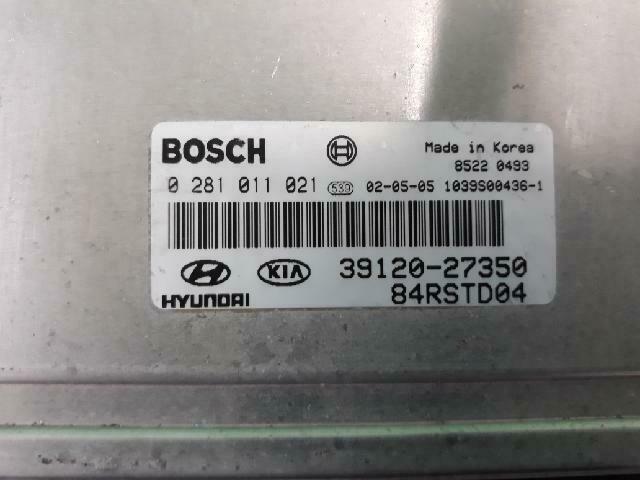 BOSCH
Made in Korea
8522 0493
0 281 011 021 530 02-05-05 1039S00436-1
HYUNDAI KIA 39120-27350
84RSTD04